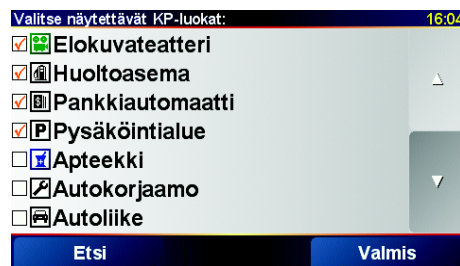 Valitse näytettävät KP-luokat: 16:04
Elokuvateatteri
Huoltoasema
Pankkiautomaatti
P Pysäköintialue
Apteekki
Autokorjaamo
Autoliike
Etsi Valmis